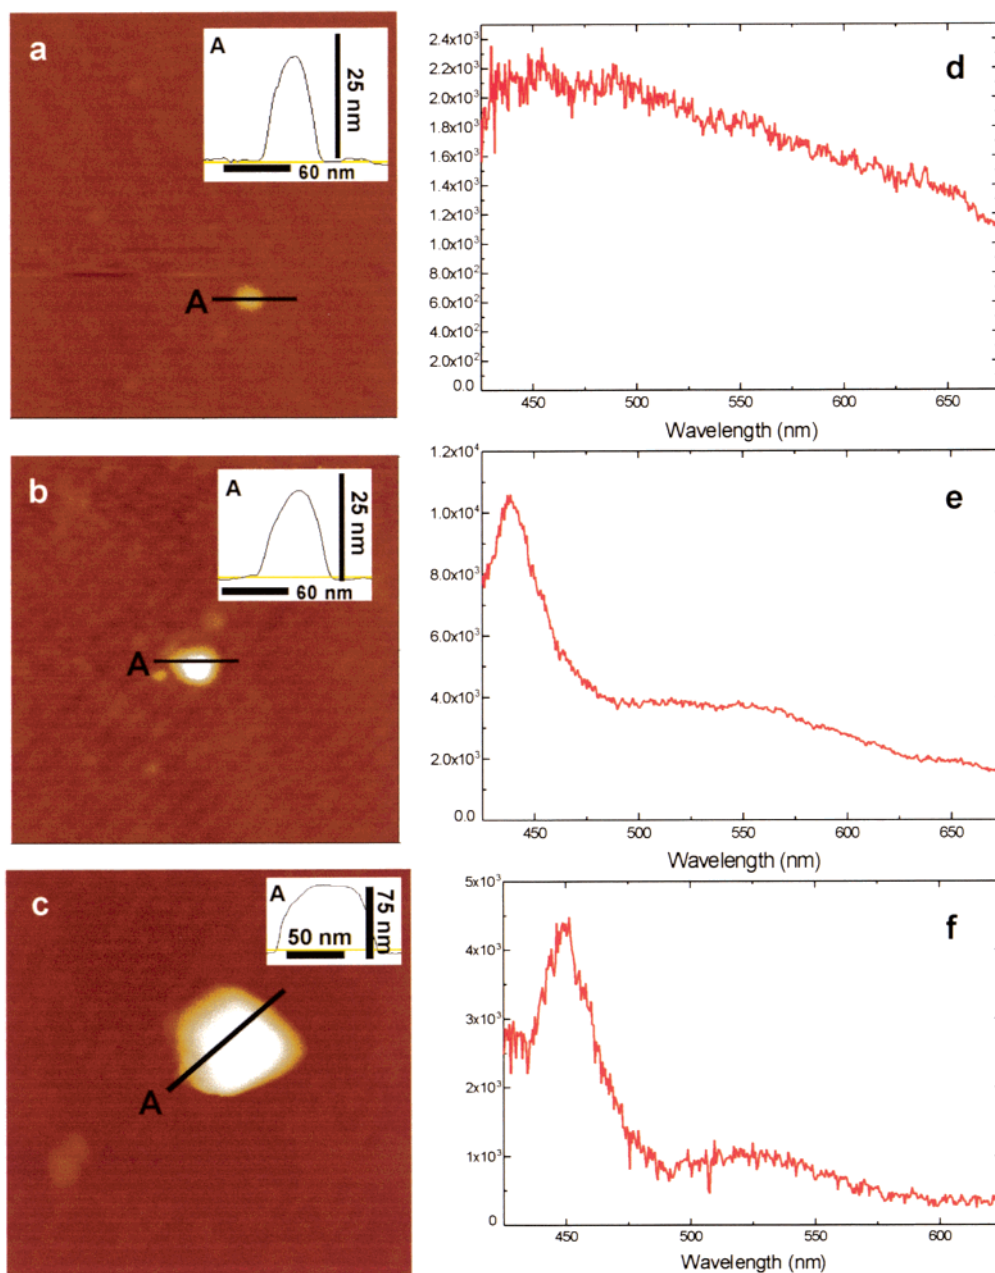 a
A
25 nm
60 nm
A
d
2.4x10³
2.2x10³
2.0x10³
1.8x10³
1.6x10³
1.4x10³
1.2x10³
1.0x10³
8.0x10²
6.0x10²
4.0x10²
2.0x10²
0.0
450 500 550 600 650
Wavelength (nm)
b
A
25 nm
60 nm
A
e
1.2x10⁴
1.0x10⁴
8.0x10³
6.0x10³
4.0x10³
2.0x10³
0.0
450 500 550 600 650
Wavelength (nm)
c
A
75 nm
50 nm
A
f
5x10³
4x10³
3x10³
2x10³
1x10³
0
450 500 550 600
Wavelength (nm)